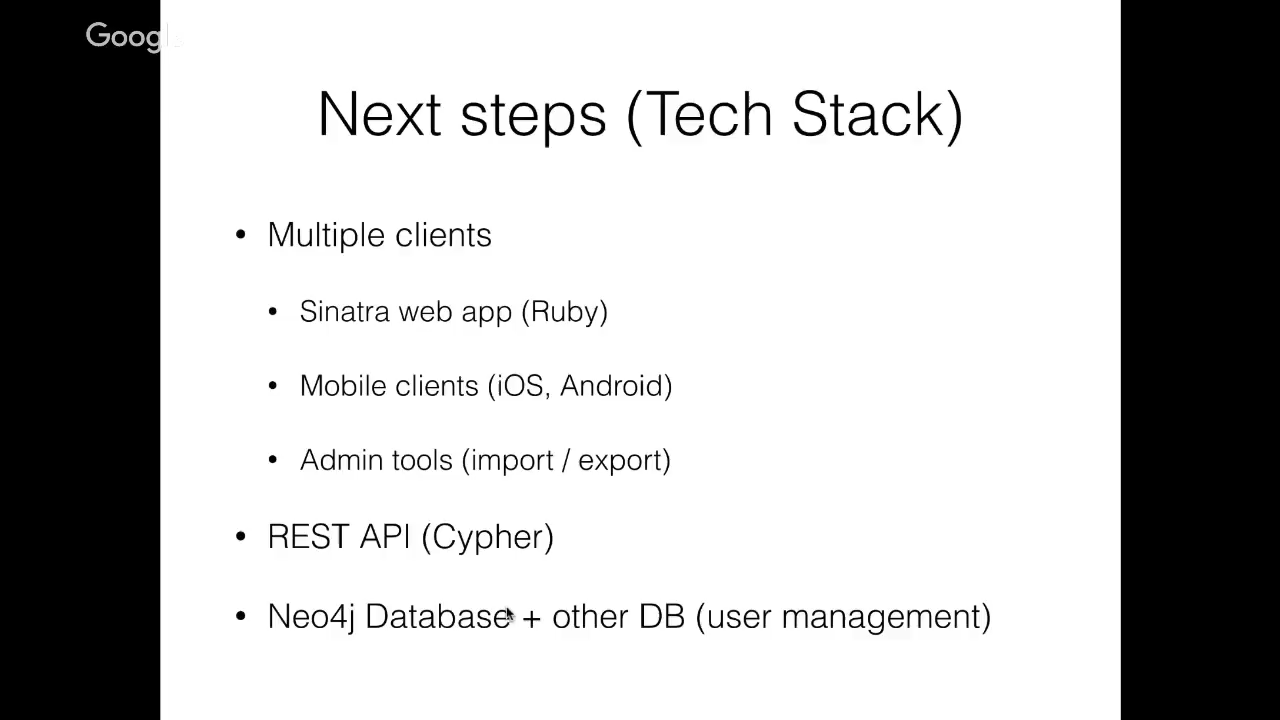 Google
Next steps (Tech Stack)
• Multiple clients
• Sinatra web app (Ruby)
• Mobile clients (iOS, Android)
• Admin tools (import / export)
• REST API (Cypher)
• Neo4j Database + other DB (user management)